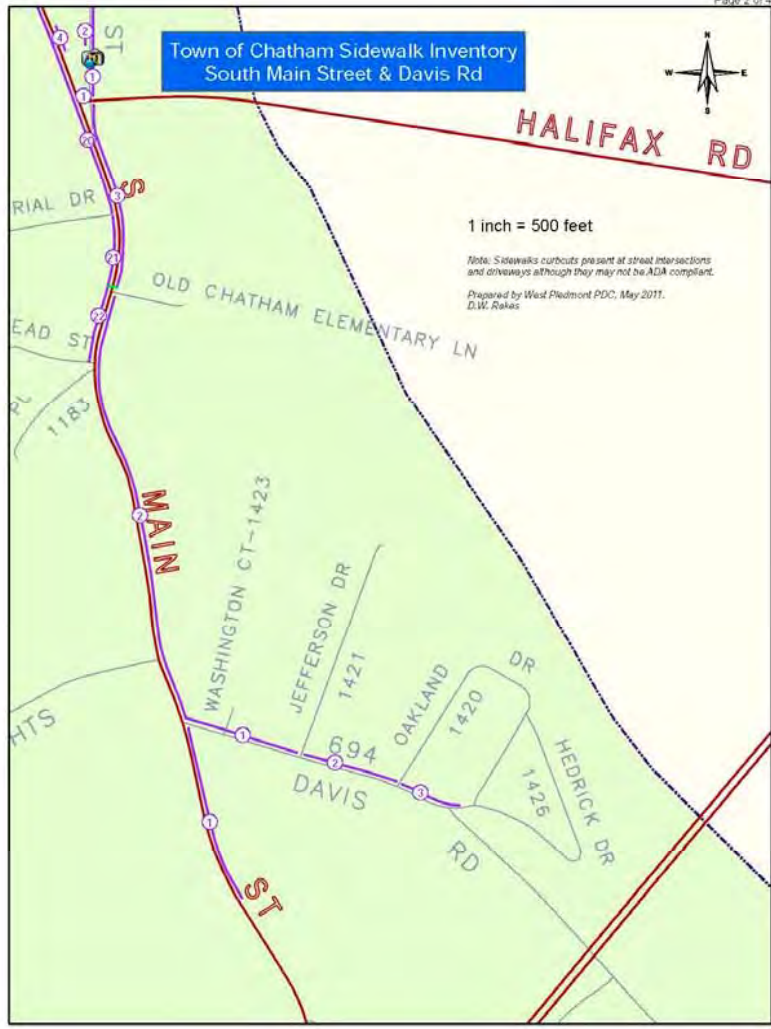 Page 2 of 4
Town of Chatham Sidewalk Inventory
South Main Street & Davis Rd
N
W E
S
ST
4
2
1
1
20
3
S
HALIFAX RD
RIAL DR
1 inch = 500 feet
Note: Sidewalks curbcuts present at street intersections
and driveways although they may not be ADA compliant.
Prepared by West Piedmont PDC, May 2011.
D.W. Rakes
21
OLD CHATHAM ELEMENTARY LN
22
EAD ST
PL
1183
2
MAIN
WASHINGTON CT-1423
JEFFERSON DR
1421
OAKLAND DR
1420
HTS
1
694
2
DAVIS RD
3
HEDRICK DR
1426
1
ST